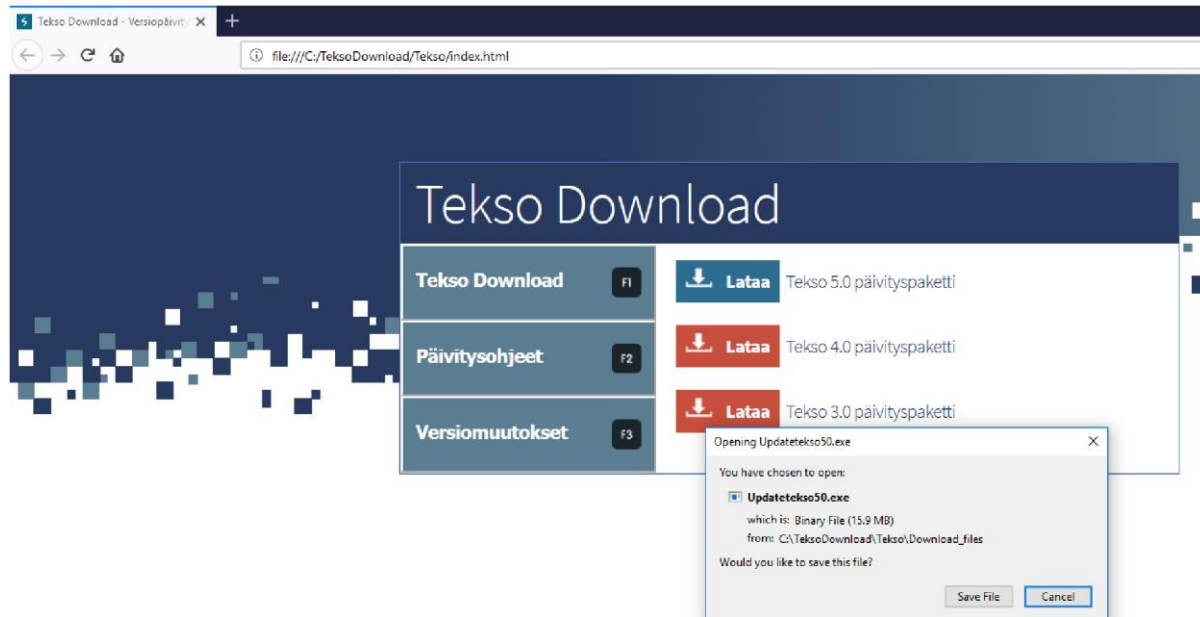 Tekso Download - Versiopäivity
file:///C:/TeksoDownload/Tekso/index.html
Tekso Download
Tekso Download F1
Päivitysohjeet F2
Versiomuutokset F3
Lataa Tekso 5.0 päivityspaketti
Lataa Tekso 4.0 päivityspaketti
Lataa Tekso 3.0 päivityspaketti
Opening Updatetekso50.exe
You have chosen to open:
Updatetekso50.exe
which is: Binary File (15.9 MB)
from: C:\TeksoDownload\Tekso\Download_files
Would you like to save this file?
Save File Cancel